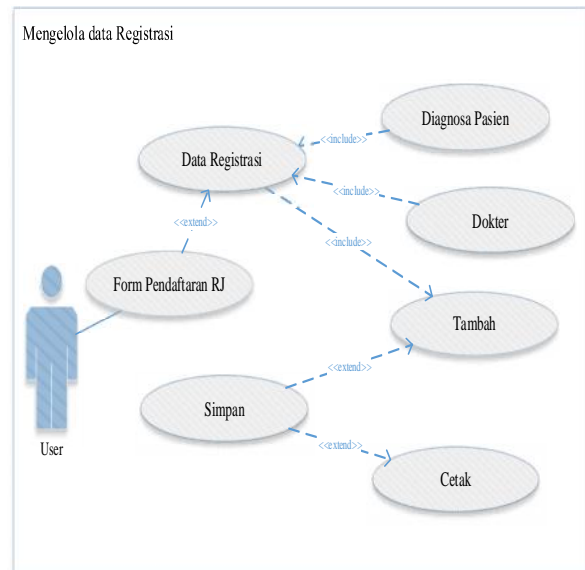 Mengelola data Registrasi
Diagnosa Pasien
<<include>>
Data Registrasi
<<include>>
Dokter
<<extend>>
<<include>>
Form Pendaftaran RJ
Tambah
<<extend>>
Simpan
User
<<extend>>
Cetak